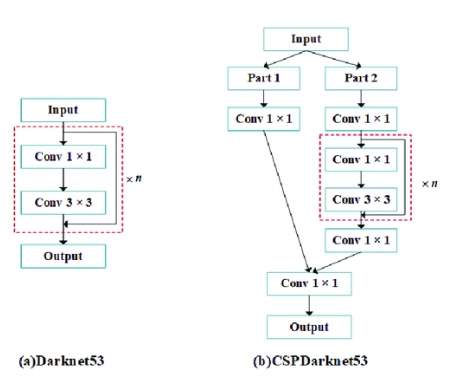 Input
Conv 1 × 1
Conv 3 × 3
× n
Output
(a)Darknet53
Input
Part 1
Part 2
Conv 1 × 1
Conv 1 × 1
Conv 1 × 1
Conv 3 × 3
× n
Conv 1 × 1
Conv 1 × 1
Output
(b)CSPDarknet53